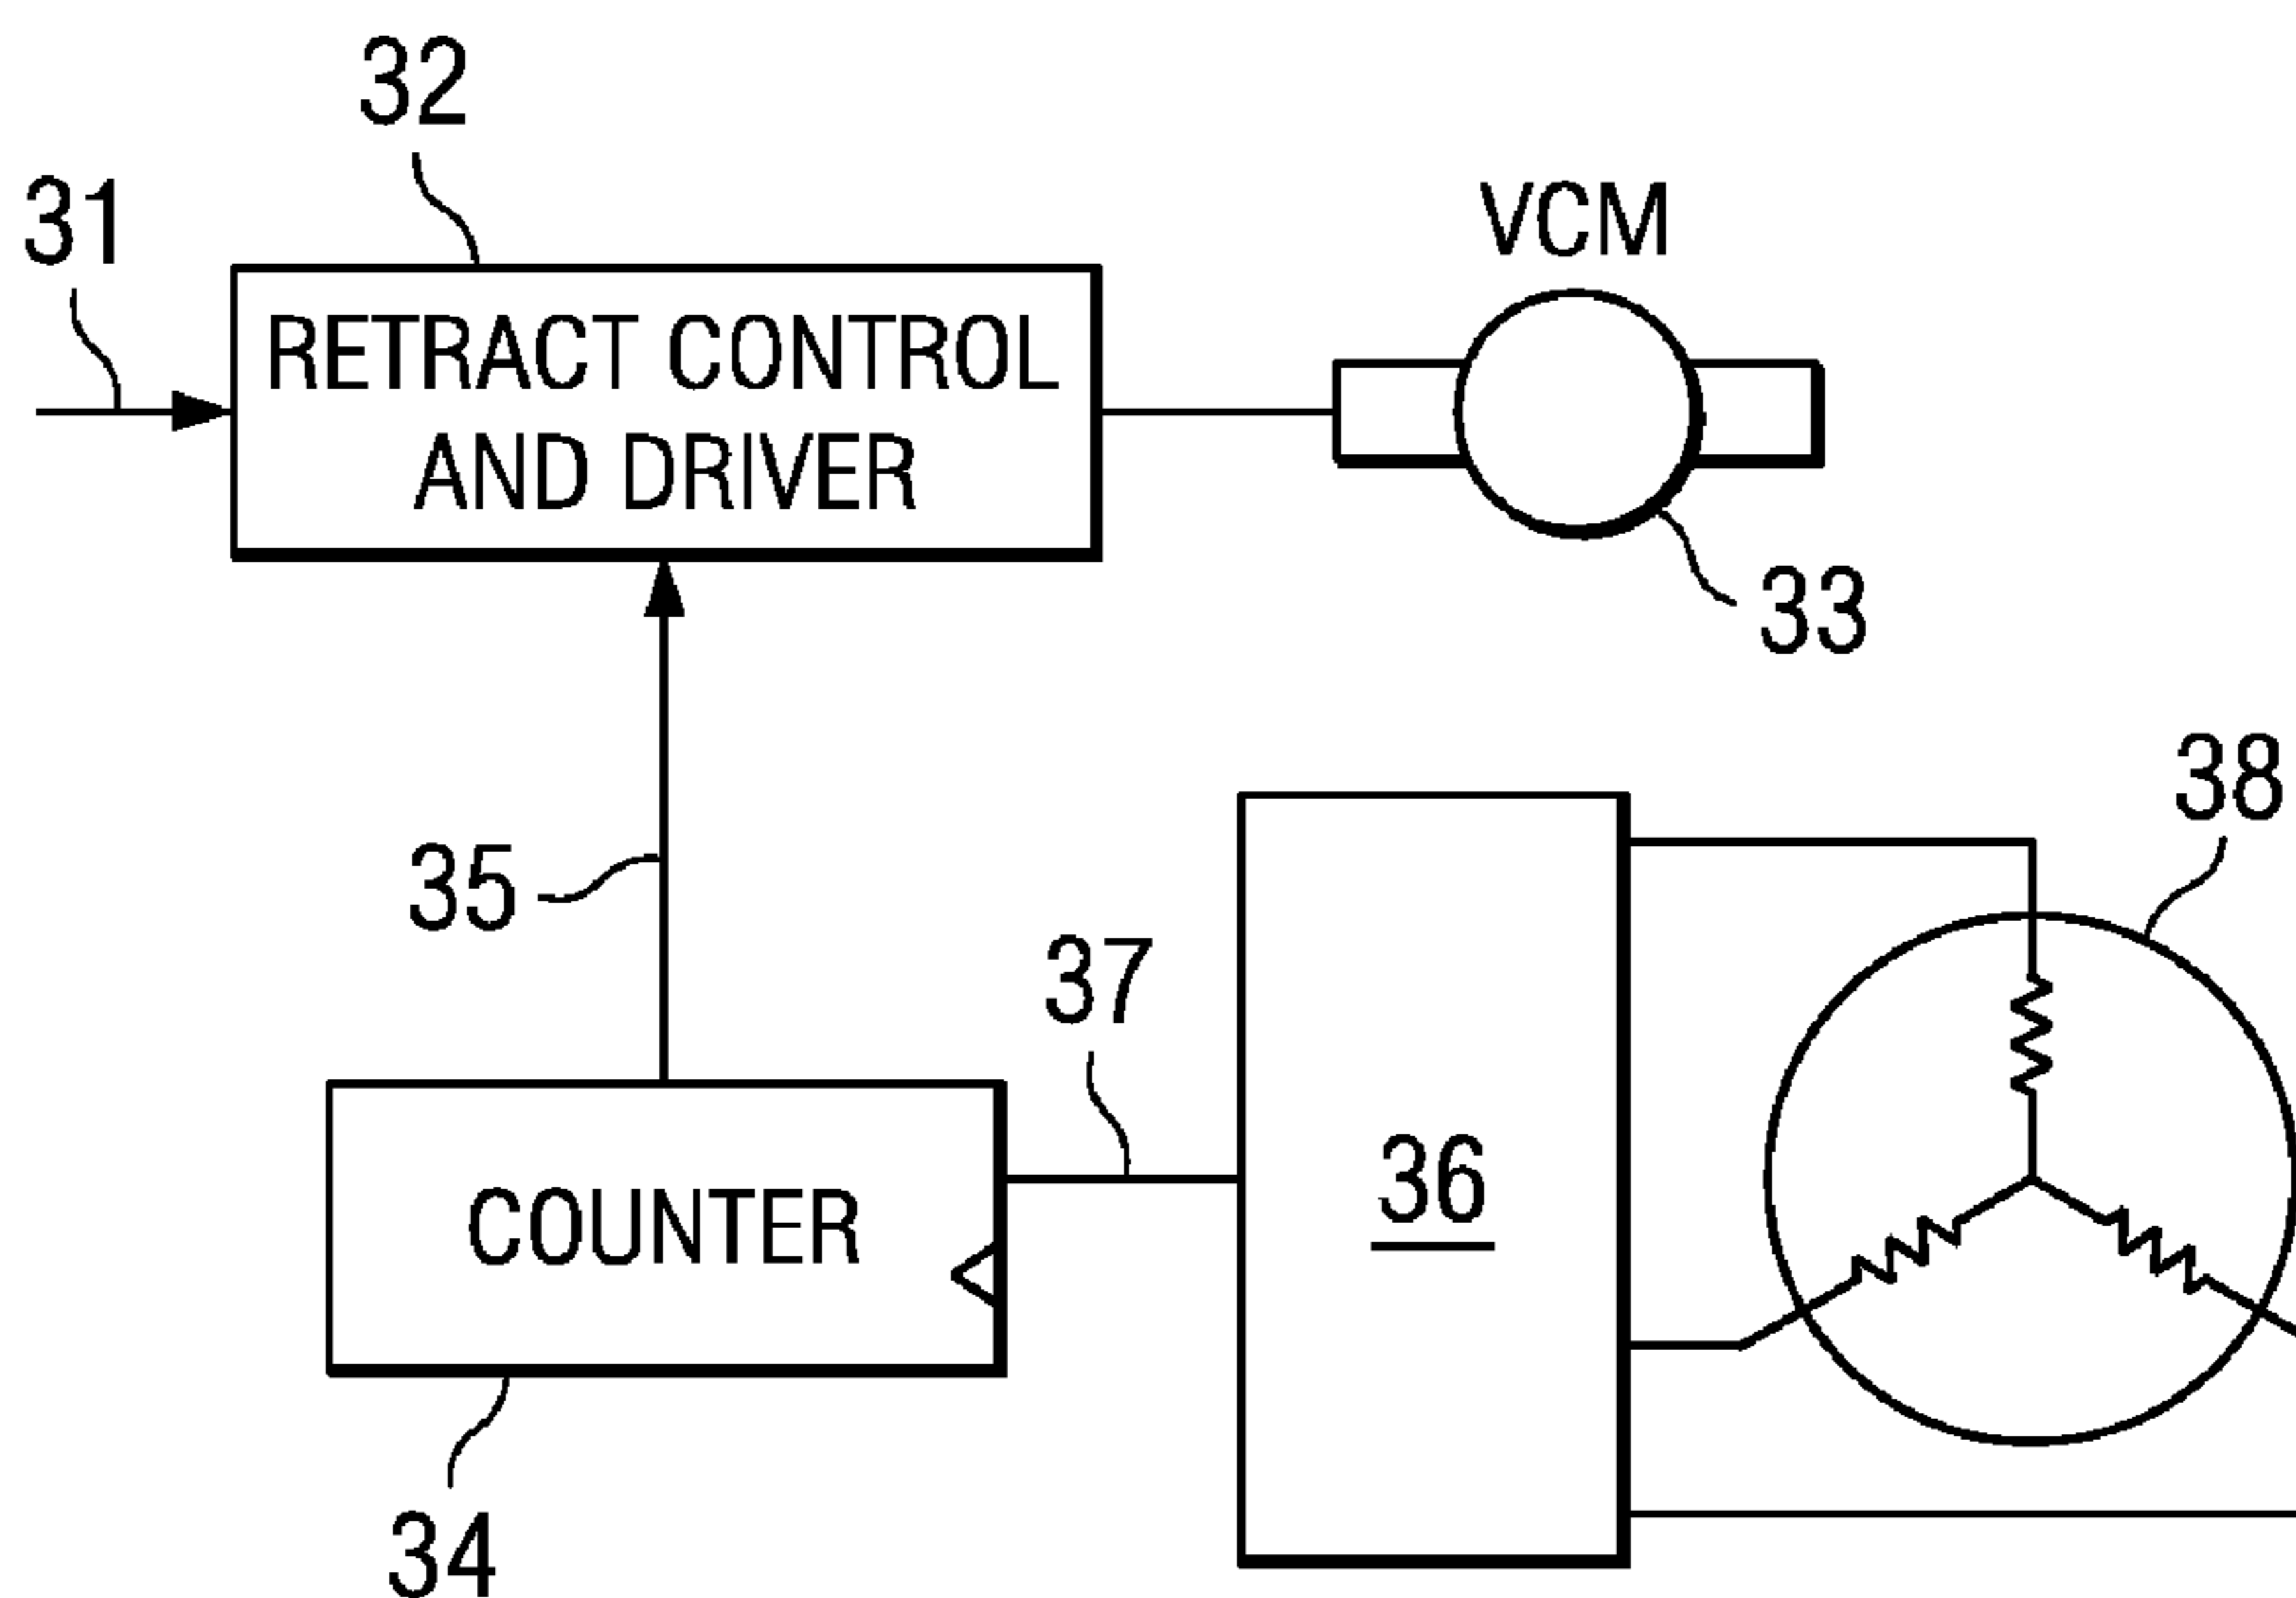 32
31
VCM
RETRACT CONTROL
AND DRIVER
33
38
35
37
36
COUNTER
34